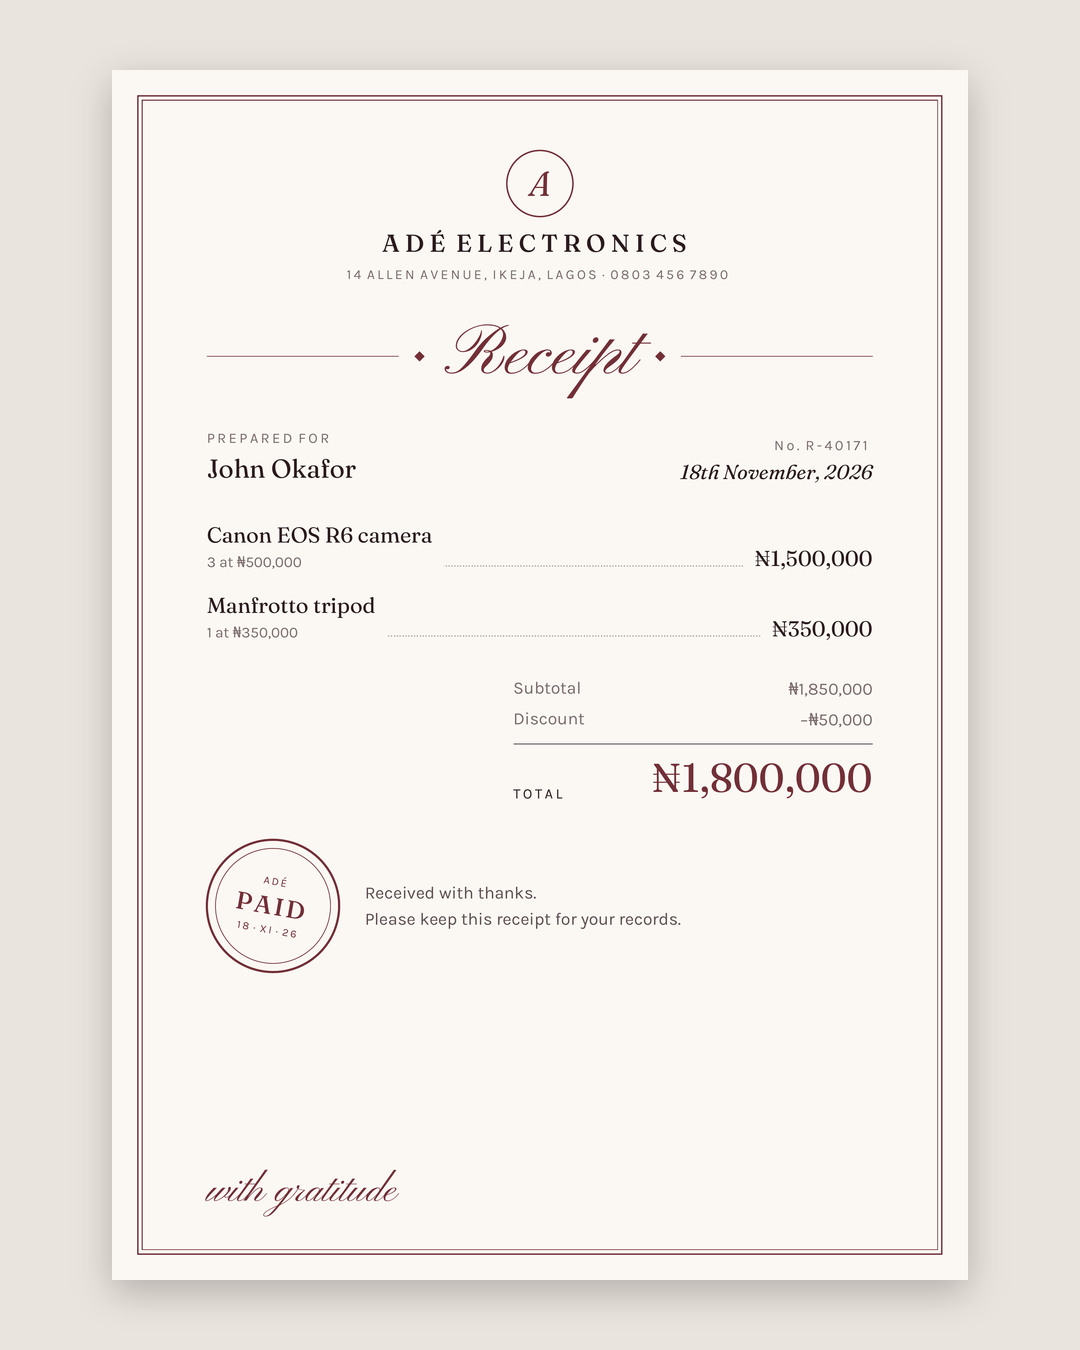 A
ADÉ ELECTRONICS
14 ALLEN AVENUE, IKEJA, LAGOS · 0803 456 7890
Receipt
PREPARED FOR
John Okafor
No. R-40171
18th November, 2026
Canon EOS R6 camera
3 at ₦500,000
₦1,500,000
Manfrotto tripod
1 at ₦350,000
₦350,000
Subtotal ₦1,850,000
Discount −₦50,000
TOTAL ₦1,800,000
ADÉ
PAID
18 · XI · 26
Received with thanks.
Please keep this receipt for your records.
with gratitude